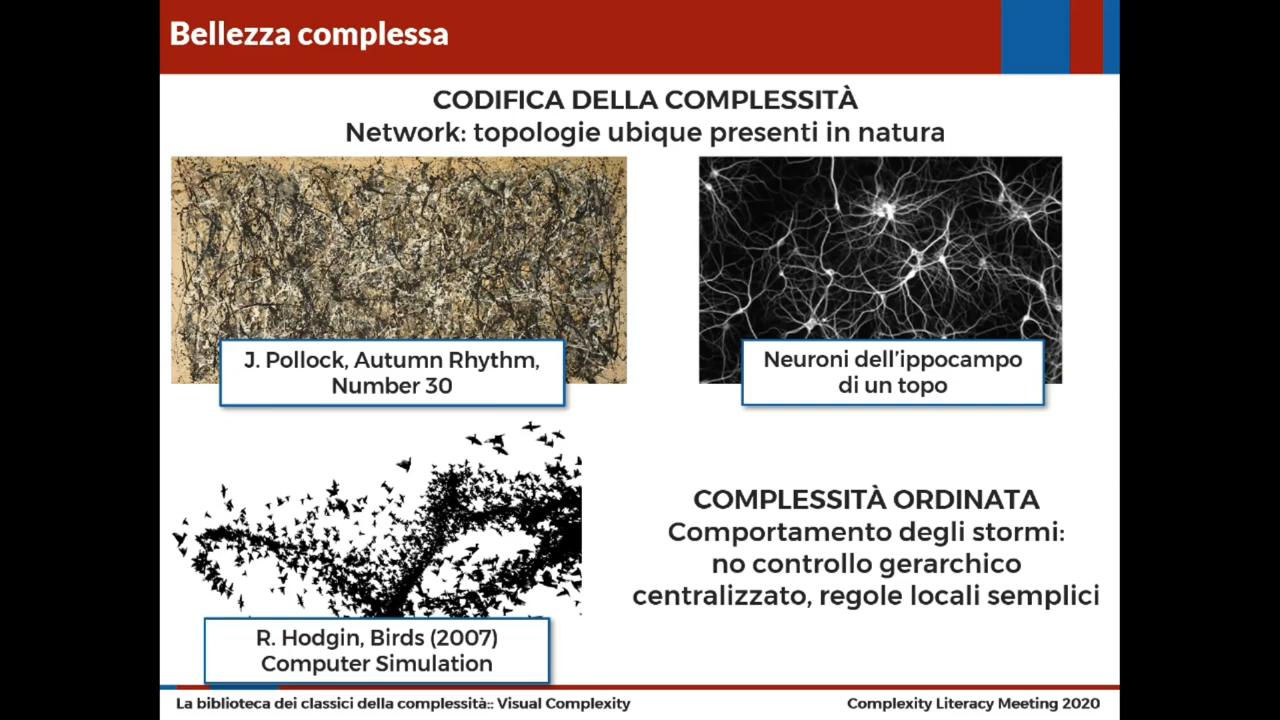 Bellezza complessa
CODIFICA DELLA COMPLESSITÀ
Network: topologie ubique presenti in natura
J. Pollock, Autumn Rhythm,
Number 30
Neuroni dell’ippocampo
di un topo
COMPLESSITÀ ORDINATA
Comportamento degli stormi:
no controllo gerarchico
centralizzato, regole locali semplici
R. Hodgin, Birds (2007)
Computer Simulation
La biblioteca dei classici della complessità:: Visual Complexity
Complexity Literacy Meeting 2020